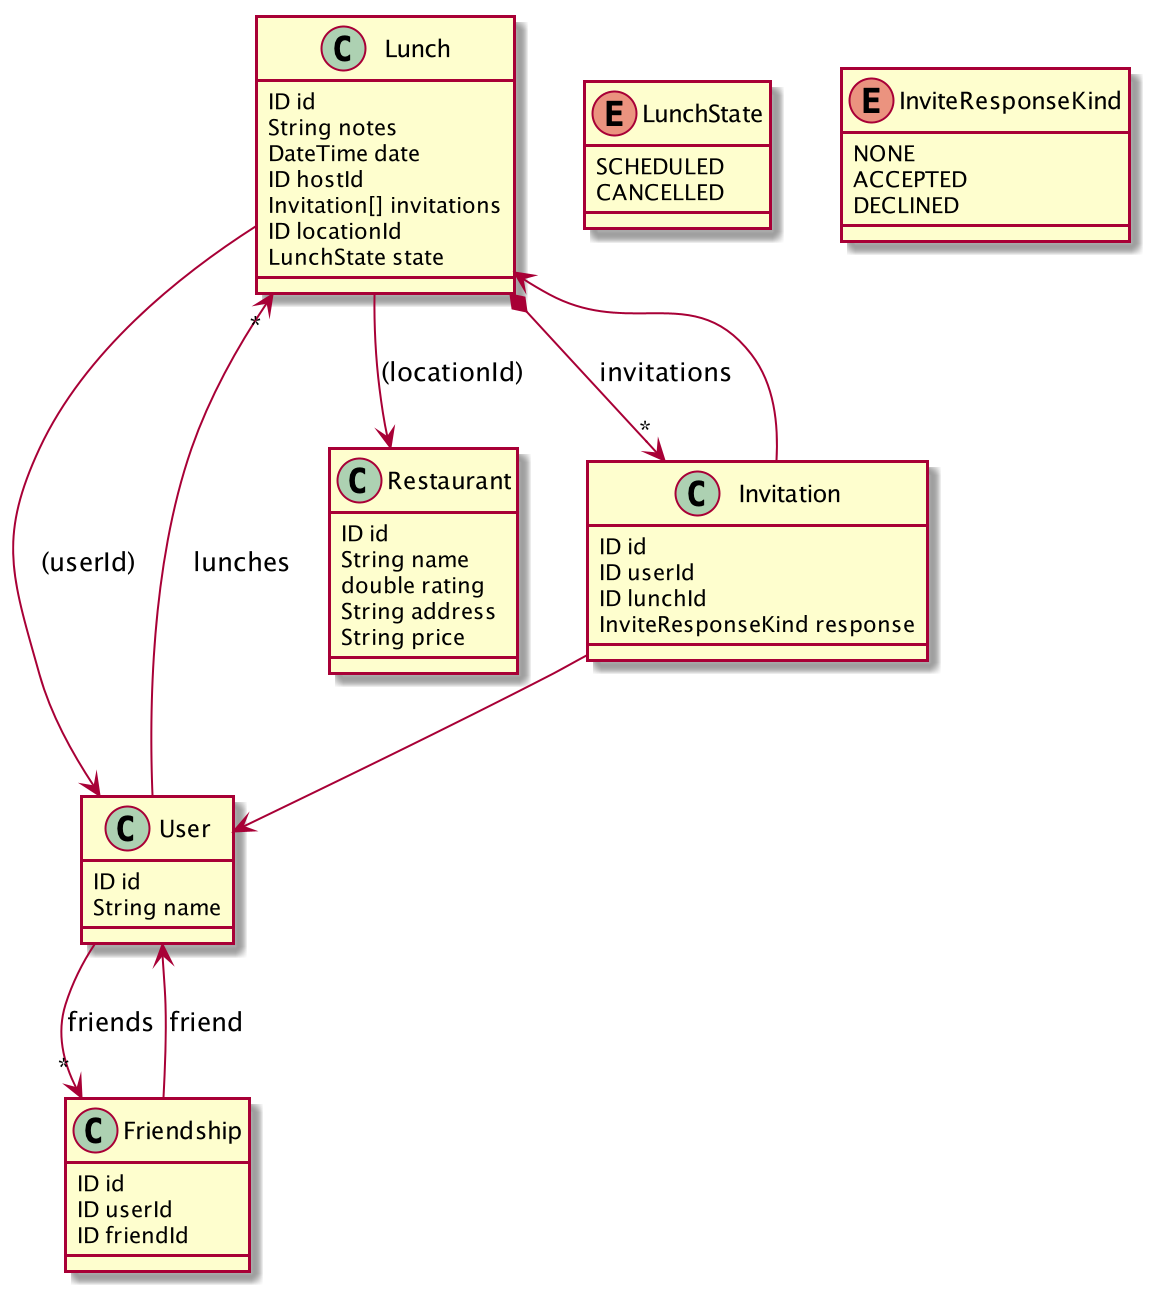 C Lunch
ID id
String notes
DateTime date
ID hostId
Invitation[] invitations
ID locationId
LunchState state
E LunchState
SCHEDULED
CANCELLED
E InviteResponseKind
NONE
ACCEPTED
DECLINED
*
(locationId)
invitations
*
(userId)
lunches
C Restaurant
ID id
String name
double rating
String address
String price
C Invitation
ID id
ID userId
ID lunchId
InviteResponseKind response
C User
ID id
String name
friends
friend
*
C Friendship
ID id
ID userId
ID friendId